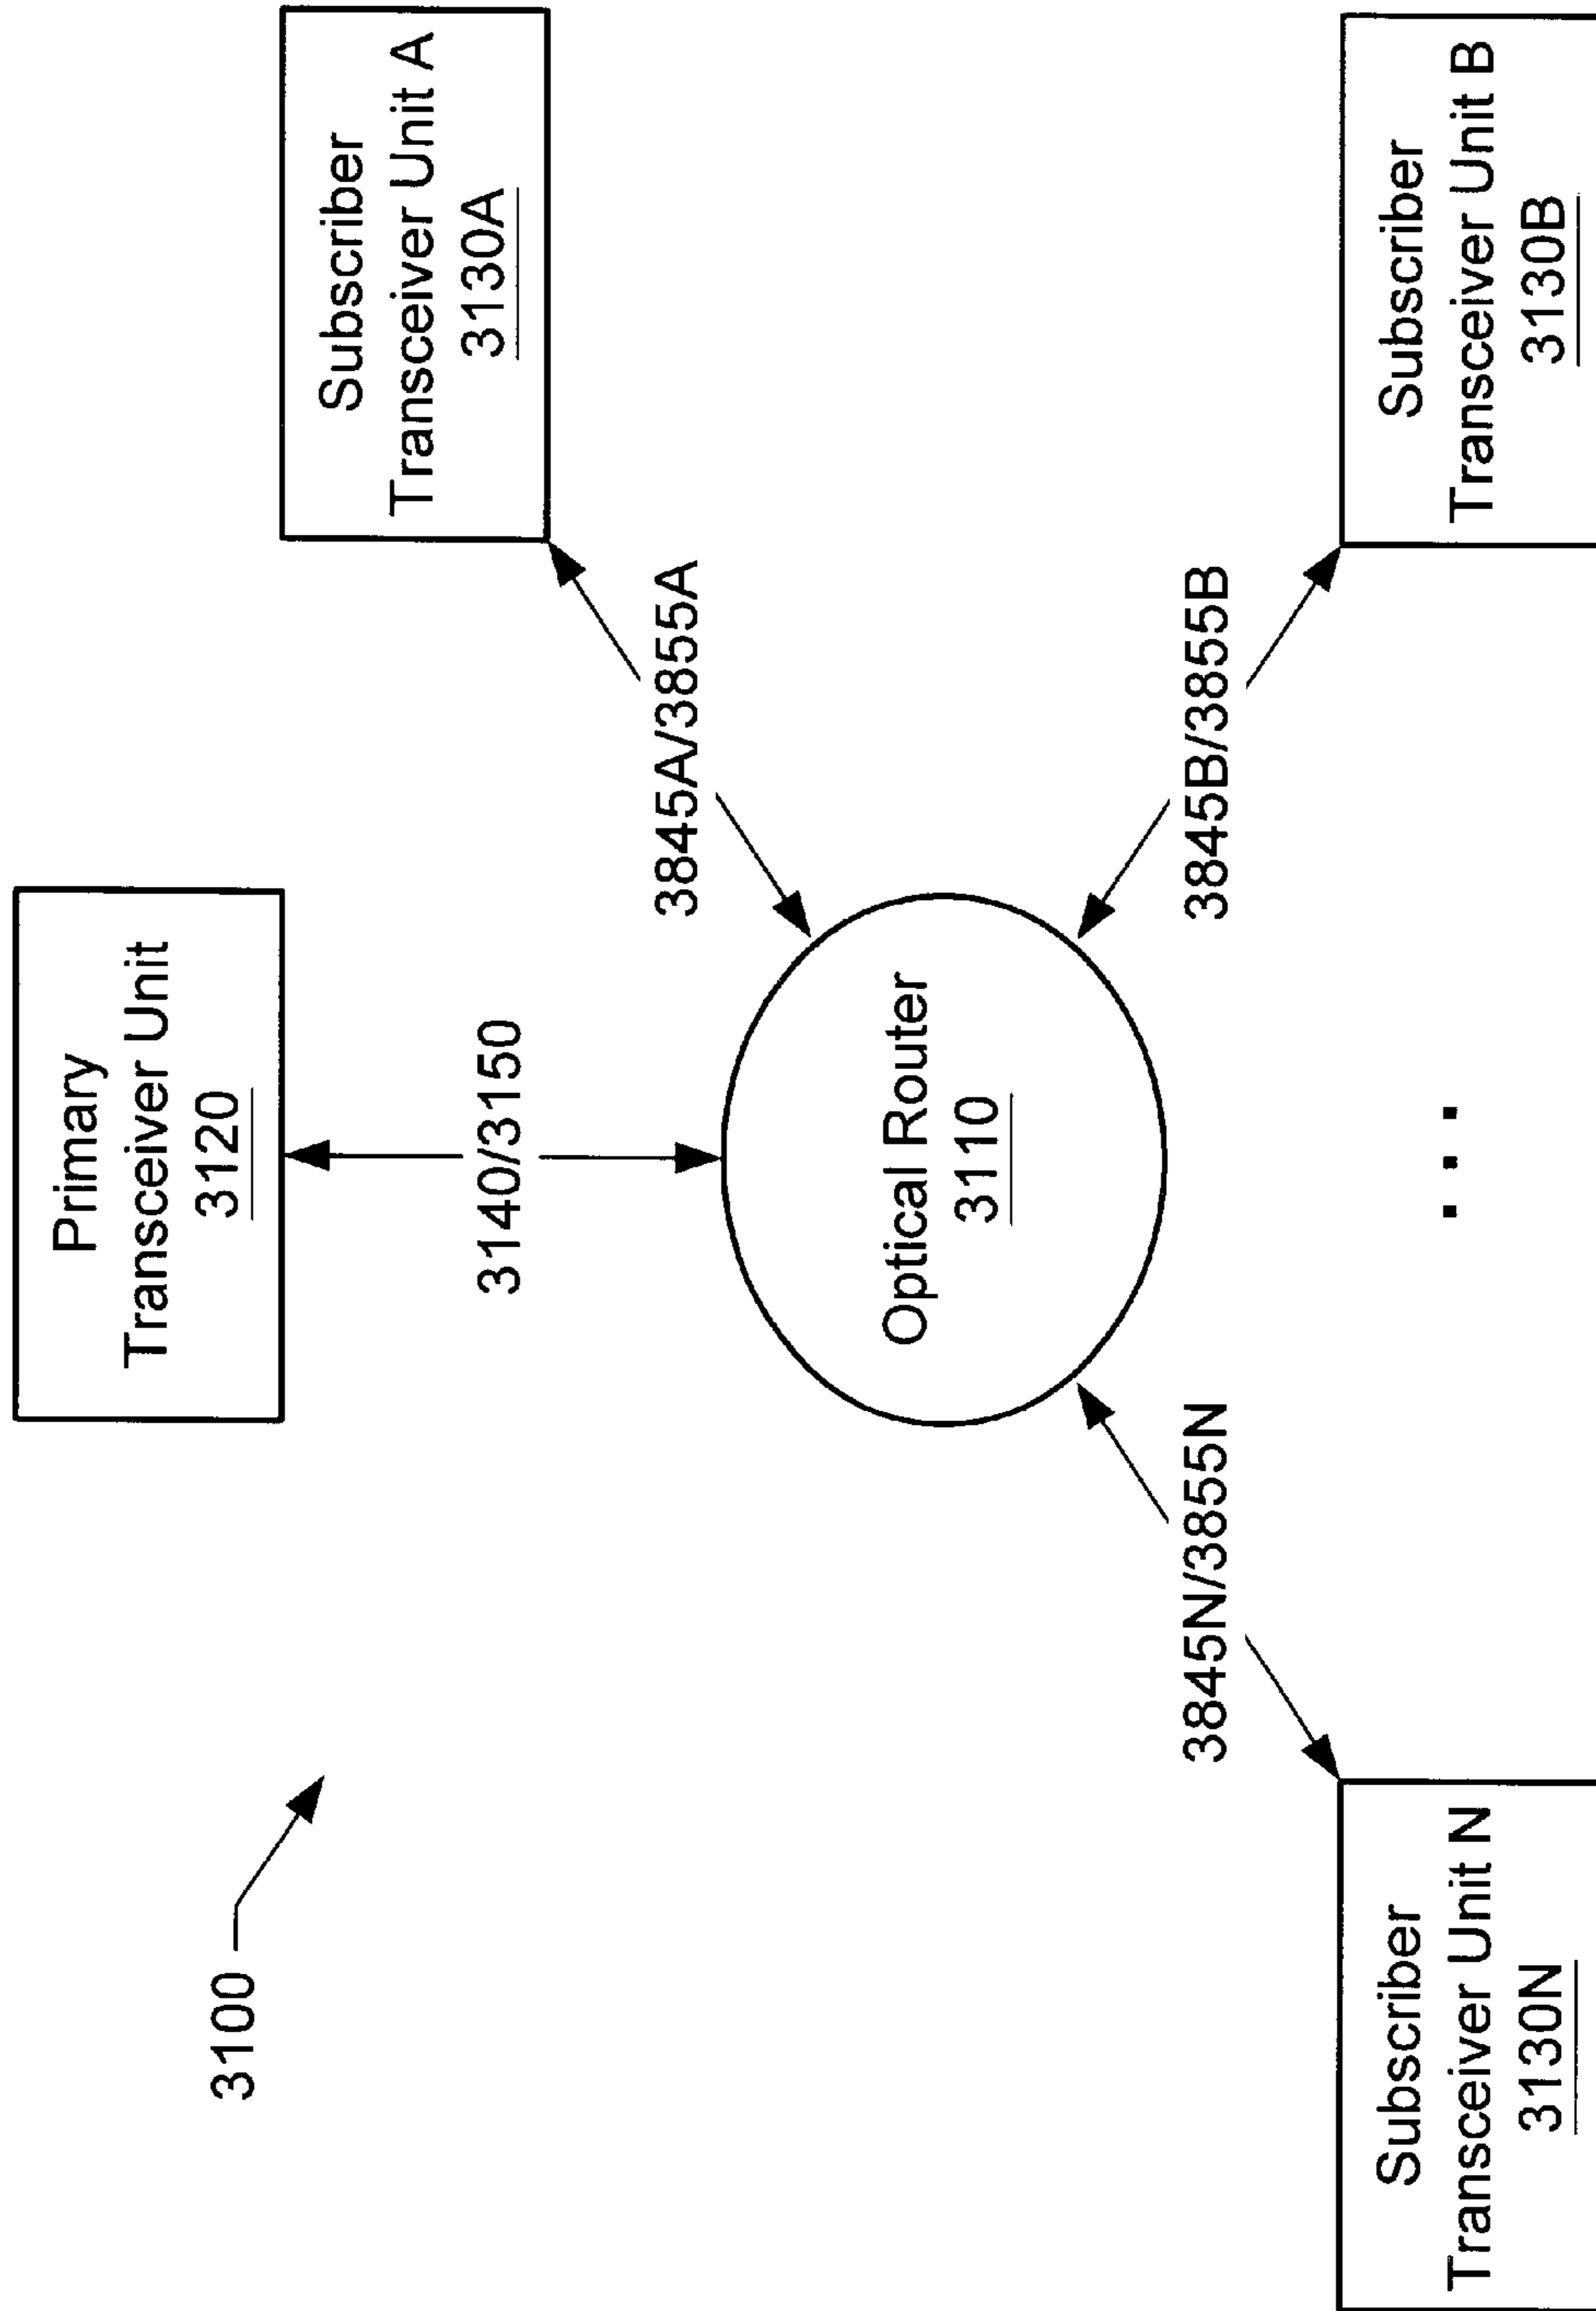 3100
Primary
Transceiver Unit
3120
Subscriber
Transceiver Unit A
3130A
3140/3150
3845A/3855A
Optical Router
3110
3845N/3855N
3845B/3855B
Subscriber
Transceiver Unit N
3130N
. . .
Subscriber
Transceiver Unit B
3130B